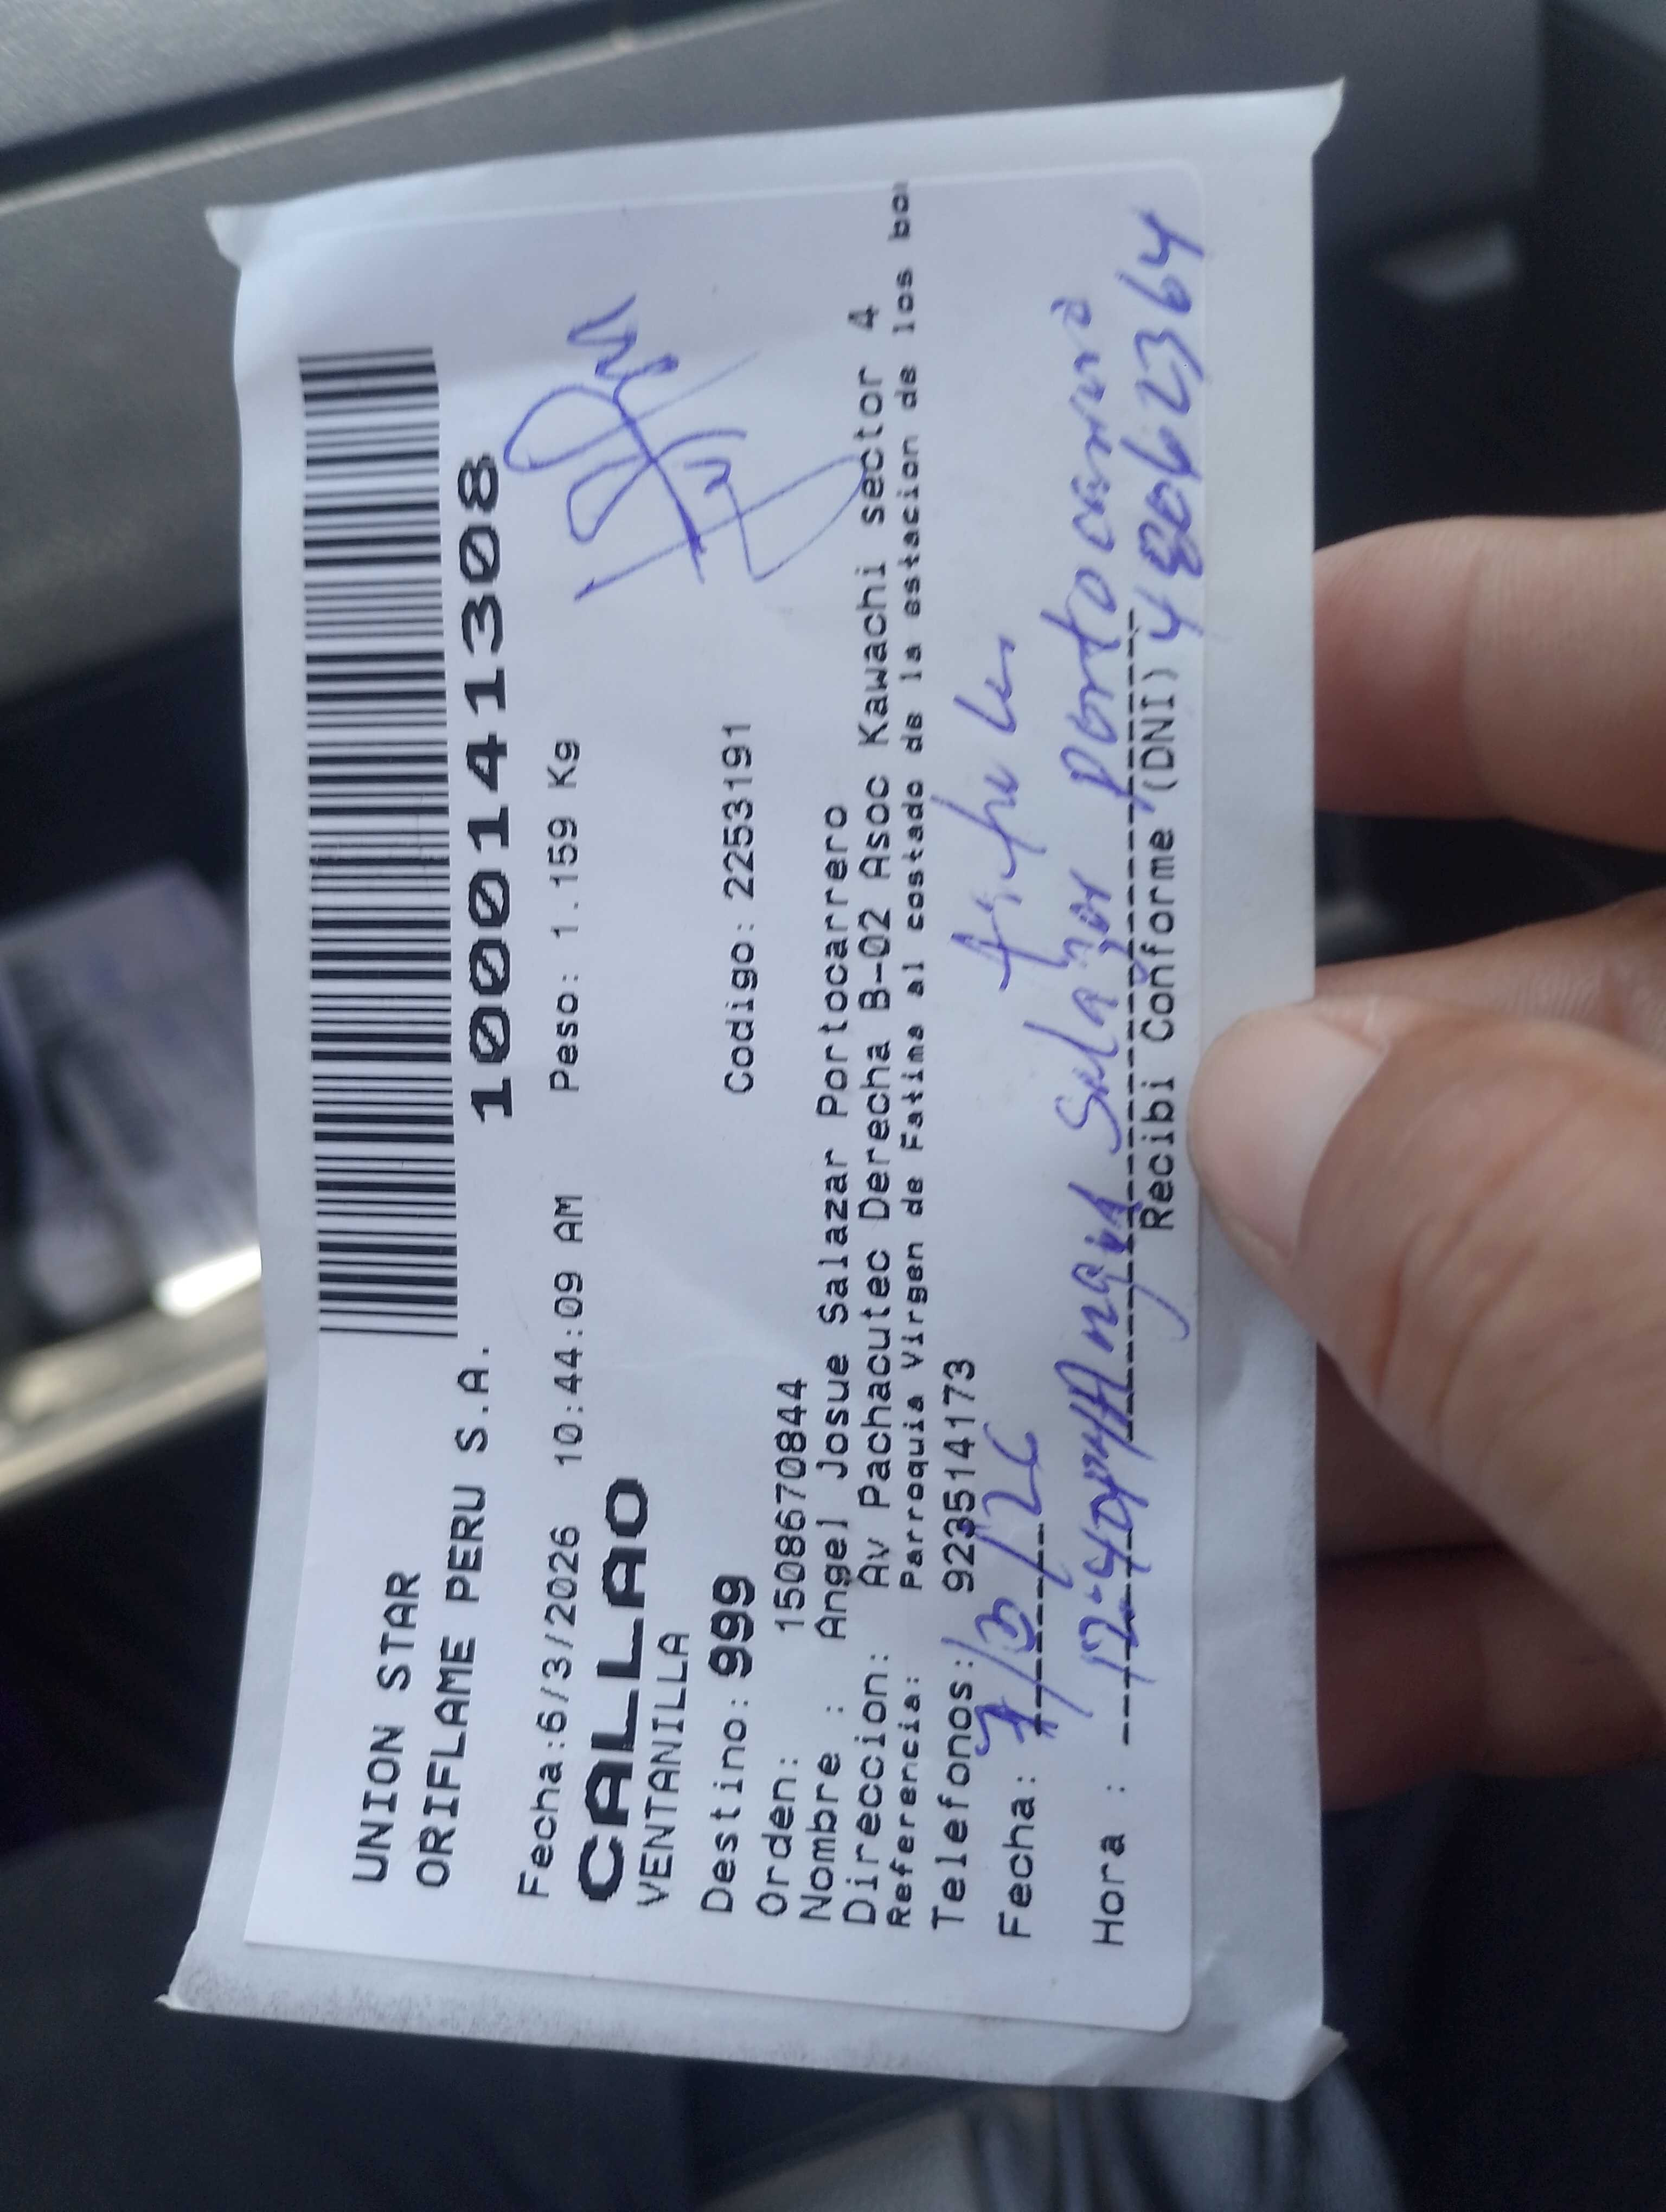 UNION STAR
ORIFLAME PERU S.A.
1000141308
Fecha:6/3/2026 10:44:09 AM Peso: 1.159 Kg
CALLAO
VENTANILLA
Destino: 999 Codigo: 2253191
Orden: 1508670844
Nombre : Angel Josue Salazar Portocarrero
Direccion: Av Pachacutec Derecha B-02 Asoc Kawachi sector 4
Referencia: Parroquia Virgen de Fatima al costado de la estacion de los bo
Telefonos: 923514173
Fecha:
Hora :
Salazar Portocarrero
Recibi Conforme (DNI)